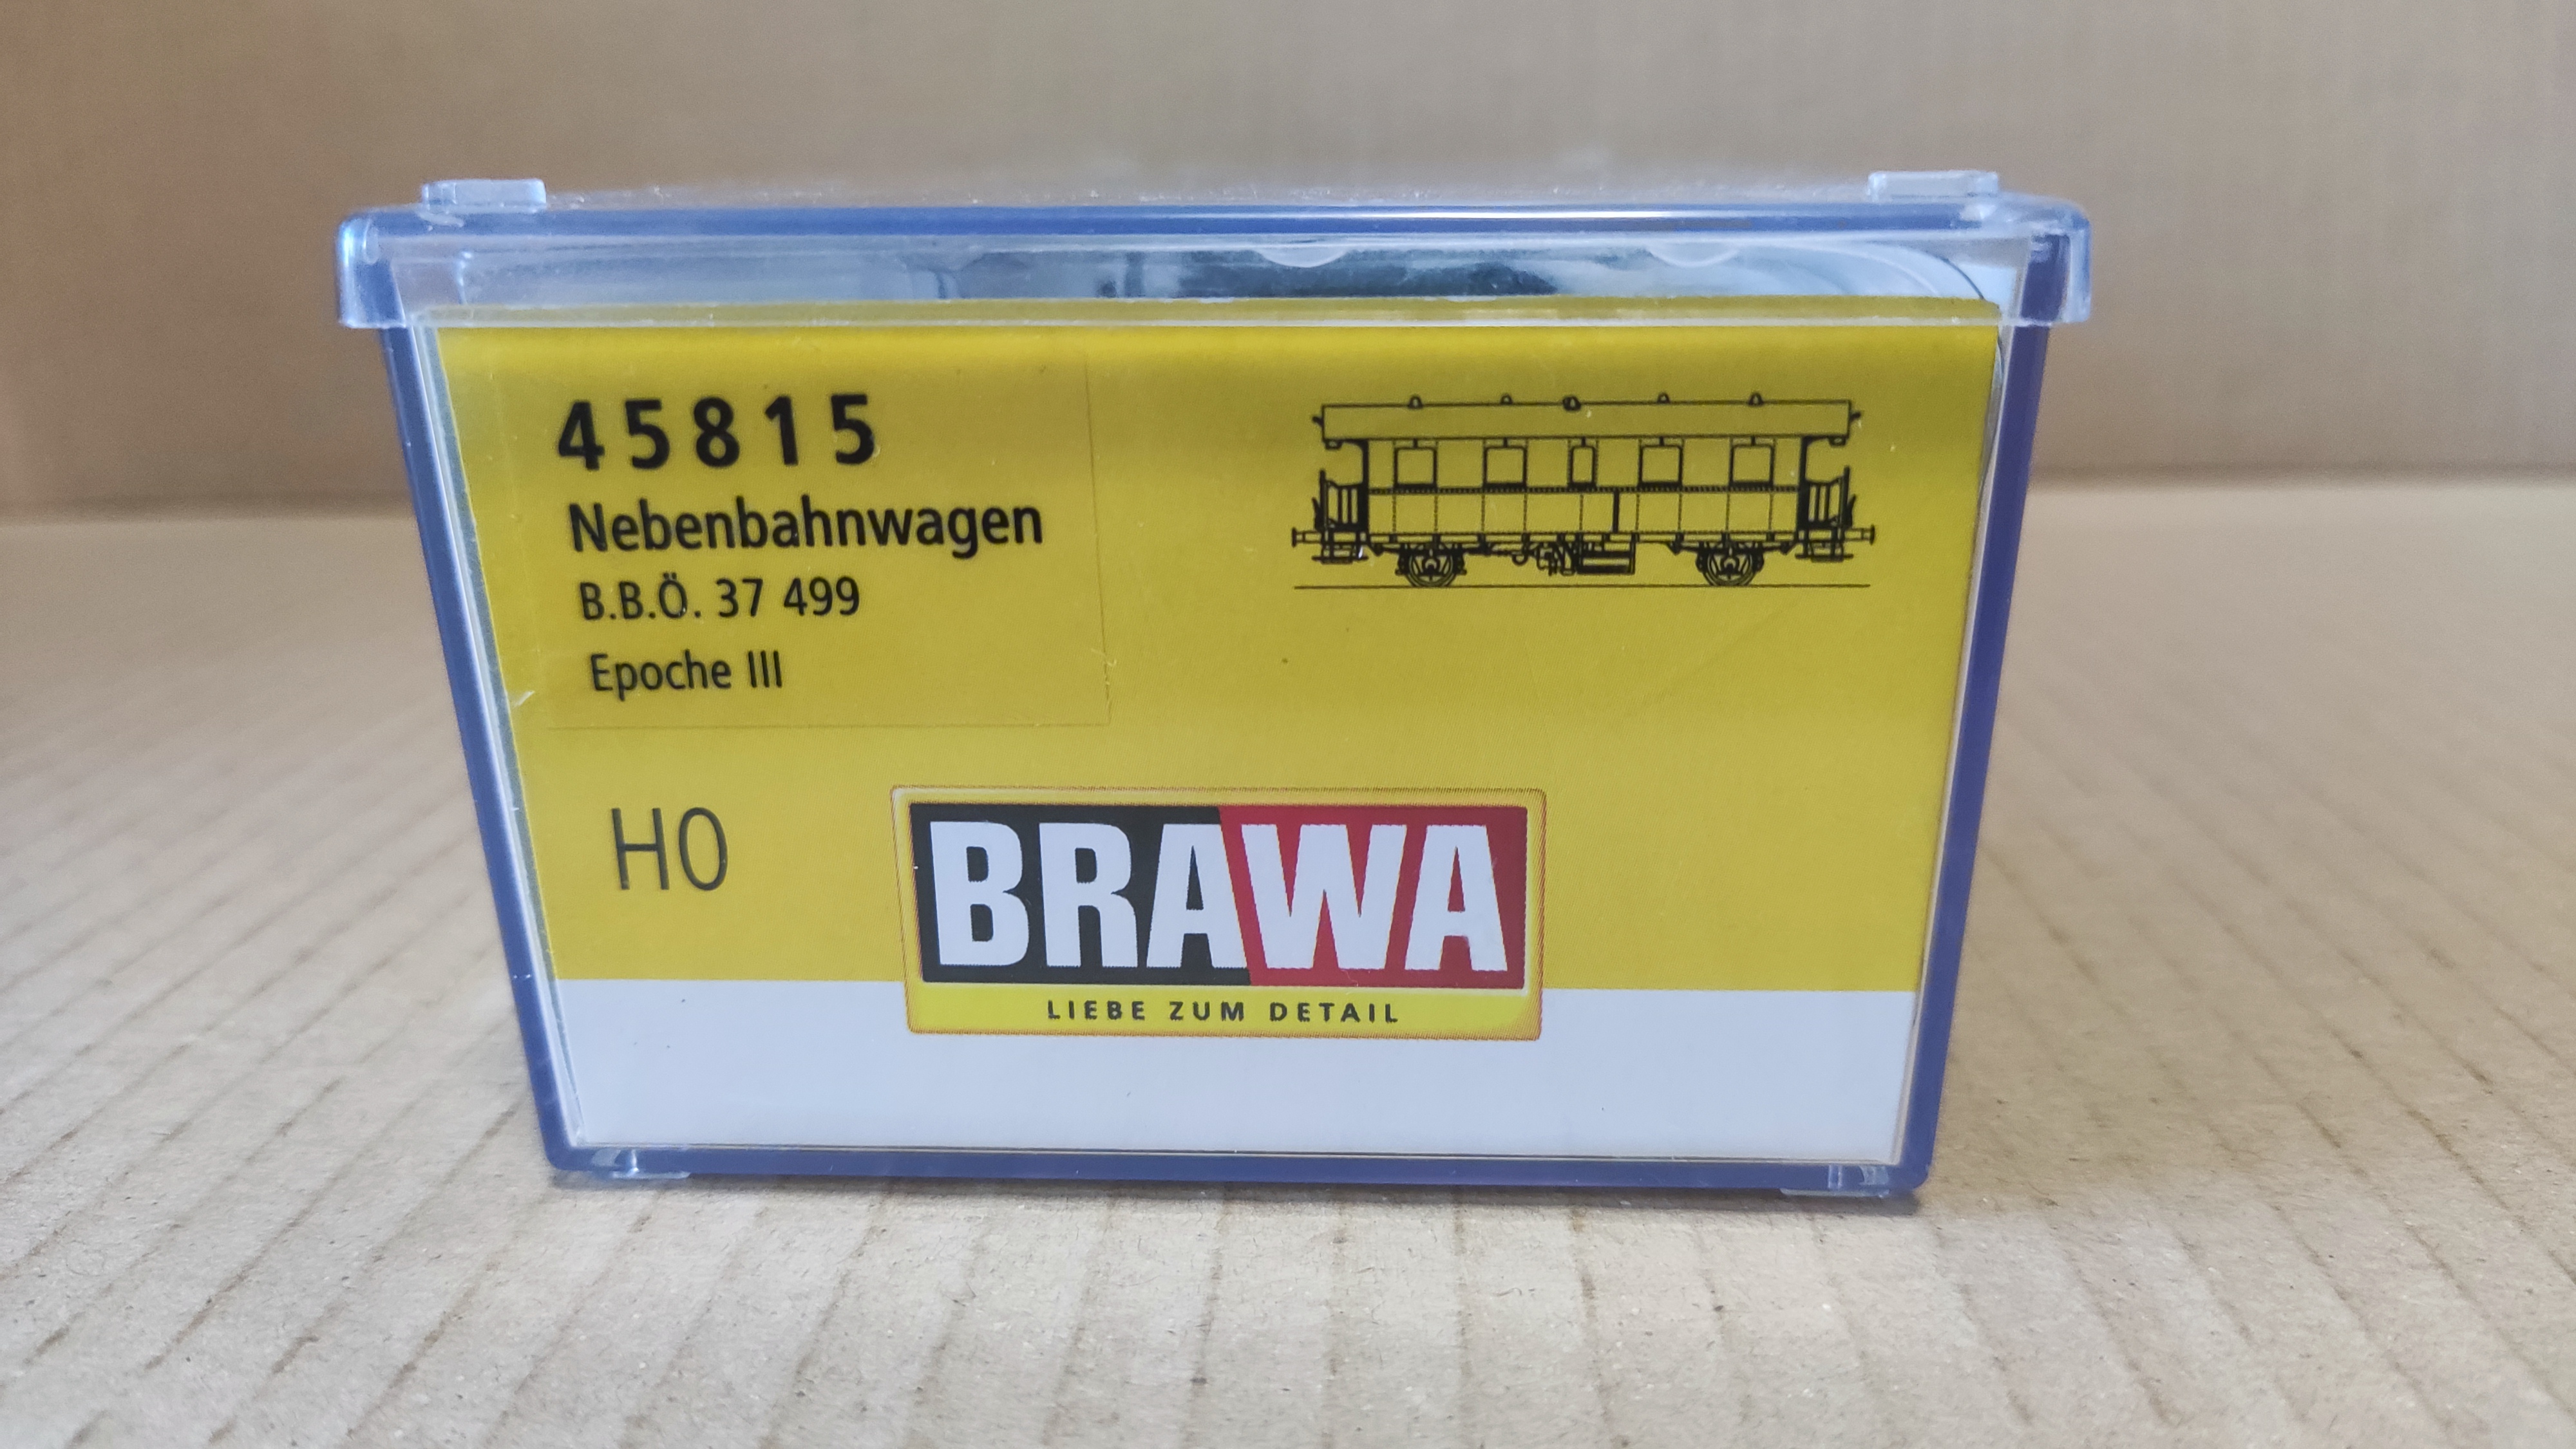 45815
Nebenbahnwagen
B.B.Ö. 37 499
Epoche III
H0
BRAWA
LIEBE ZUM DETAIL